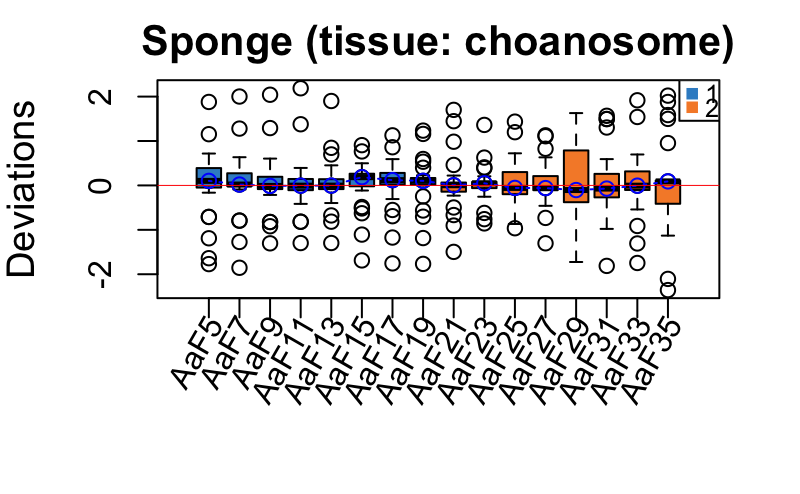 Sponge (tissue: choanosome)
Deviations
2
0
-2
1
2
AaF5
AaF7
AaF9
AaF11
AaF13
AaF15
AaF17
AaF19
AaF21
AaF23
AaF25
AaF27
AaF29
AaF31
AaF33
AaF35